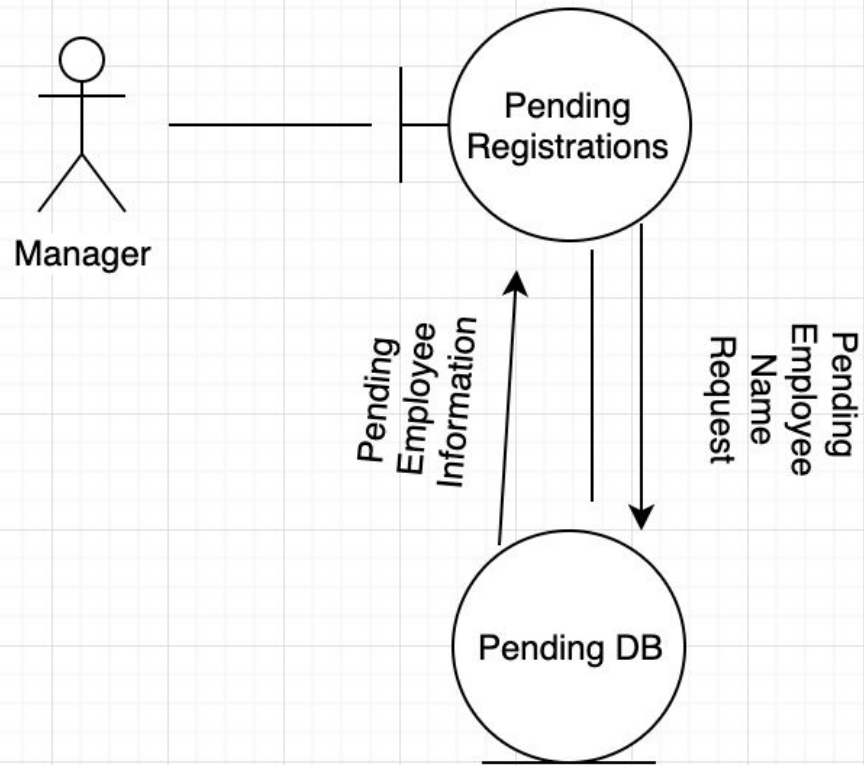 Pending
Registrations
Manager
Pending
Employee
Information
Pending
Employee
Name
Request
Pending DB